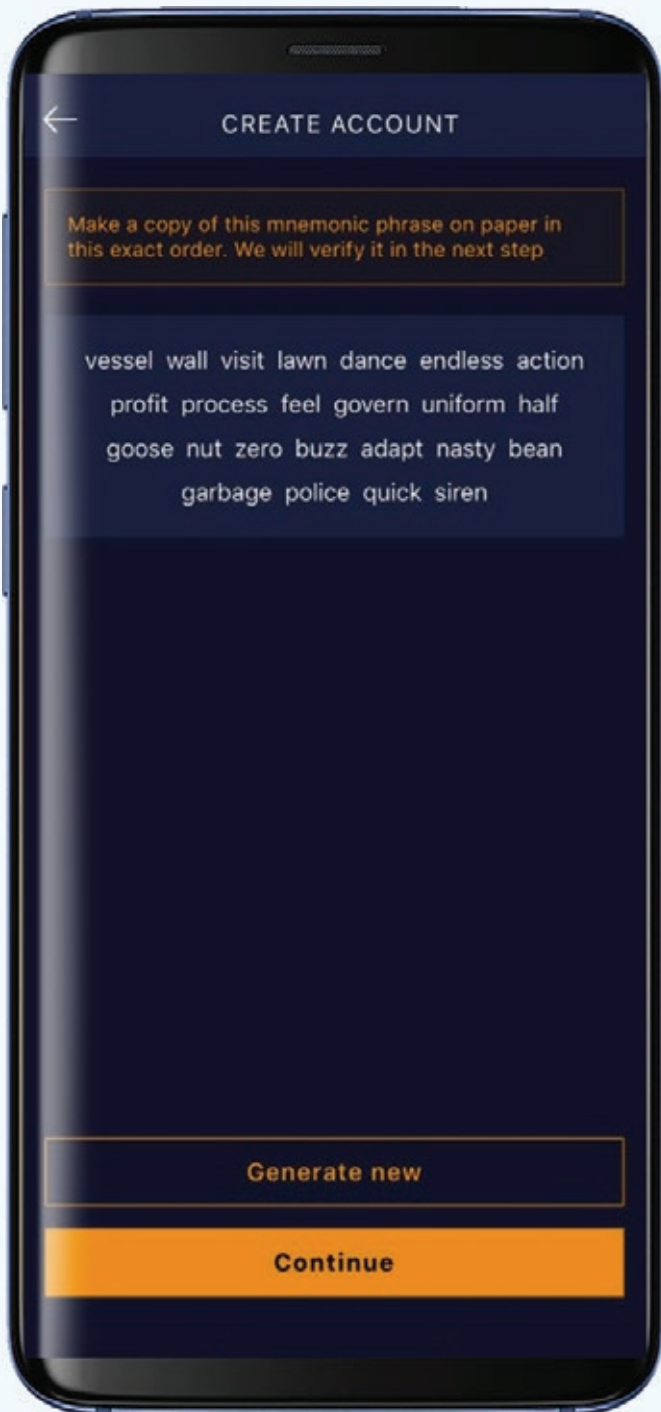 CREATE ACCOUNT
Make a copy of this mnemonic phrase on paper in
this exact order. We will verify it in the next step
vessel wall visit lawn dance endless action
profit process feel govern uniform half
goose nut zero buzz adapt nasty bean
garbage police quick siren
Generate new
Continue